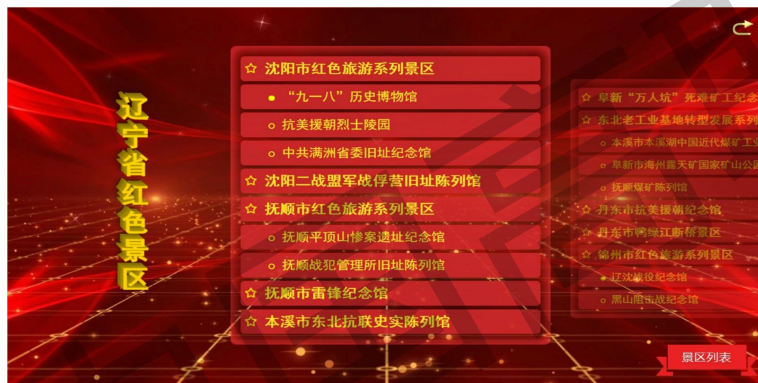 辽宁省红色景区
☆ 沈阳市红色旅游系列景区
● “九一八”历史博物馆
○ 抗美援朝烈士陵园
○ 中共满洲省委旧址纪念馆
☆ 沈阳二战盟军战俘营旧址陈列馆
☆ 抚顺市红色旅游系列景区
○ 抚顺平顶山惨案遗址纪念馆
○ 抚顺战犯管理所旧址陈列馆
☆ 抚顺市雷锋纪念馆
☆ 本溪市东北抗联史实陈列馆
☆ 阜新“万人坑”死难矿工纪念
☆ 东北老工业基地转型发展系列
○ 本溪市本溪湖中国近代煤矿工业
○ 阜新市海州露天矿国家矿山公园
○ 抚顺煤矿陈列馆
☆ 丹东市抗美援朝纪念馆
☆ 丹东市鸭绿江断桥景区
☆ 锦州市红色旅游系列景区
○ 辽沈战役纪念馆
○ 黑山阻击战纪念馆
景区列表